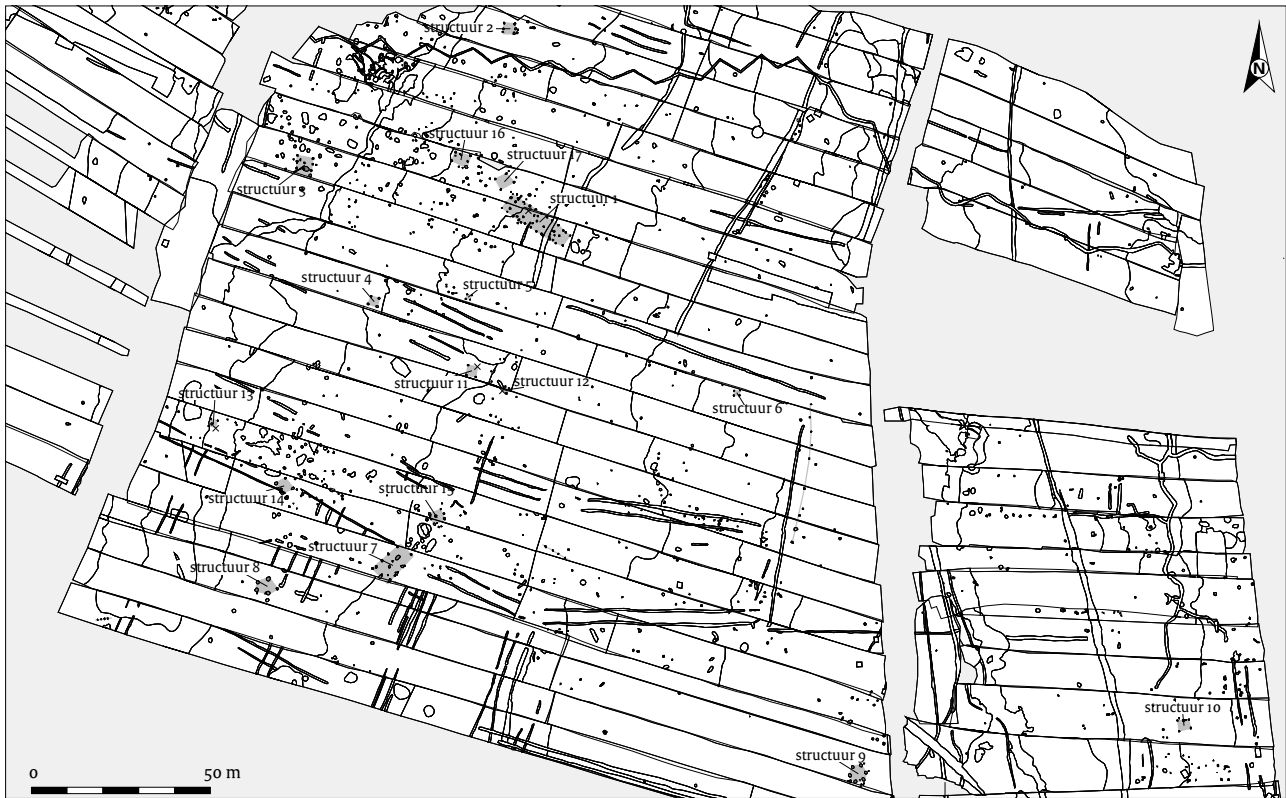 structuur 2
N
structuur 16
structuur 17
structuur 3
structuur 1
structuur 4
structuur 5
structuur 11
structuur 12
structuur 13
structuur 6
structuur 14
structuur 15
structuur 7
structuur 8
structuur 10
structuur 9
0 50 m